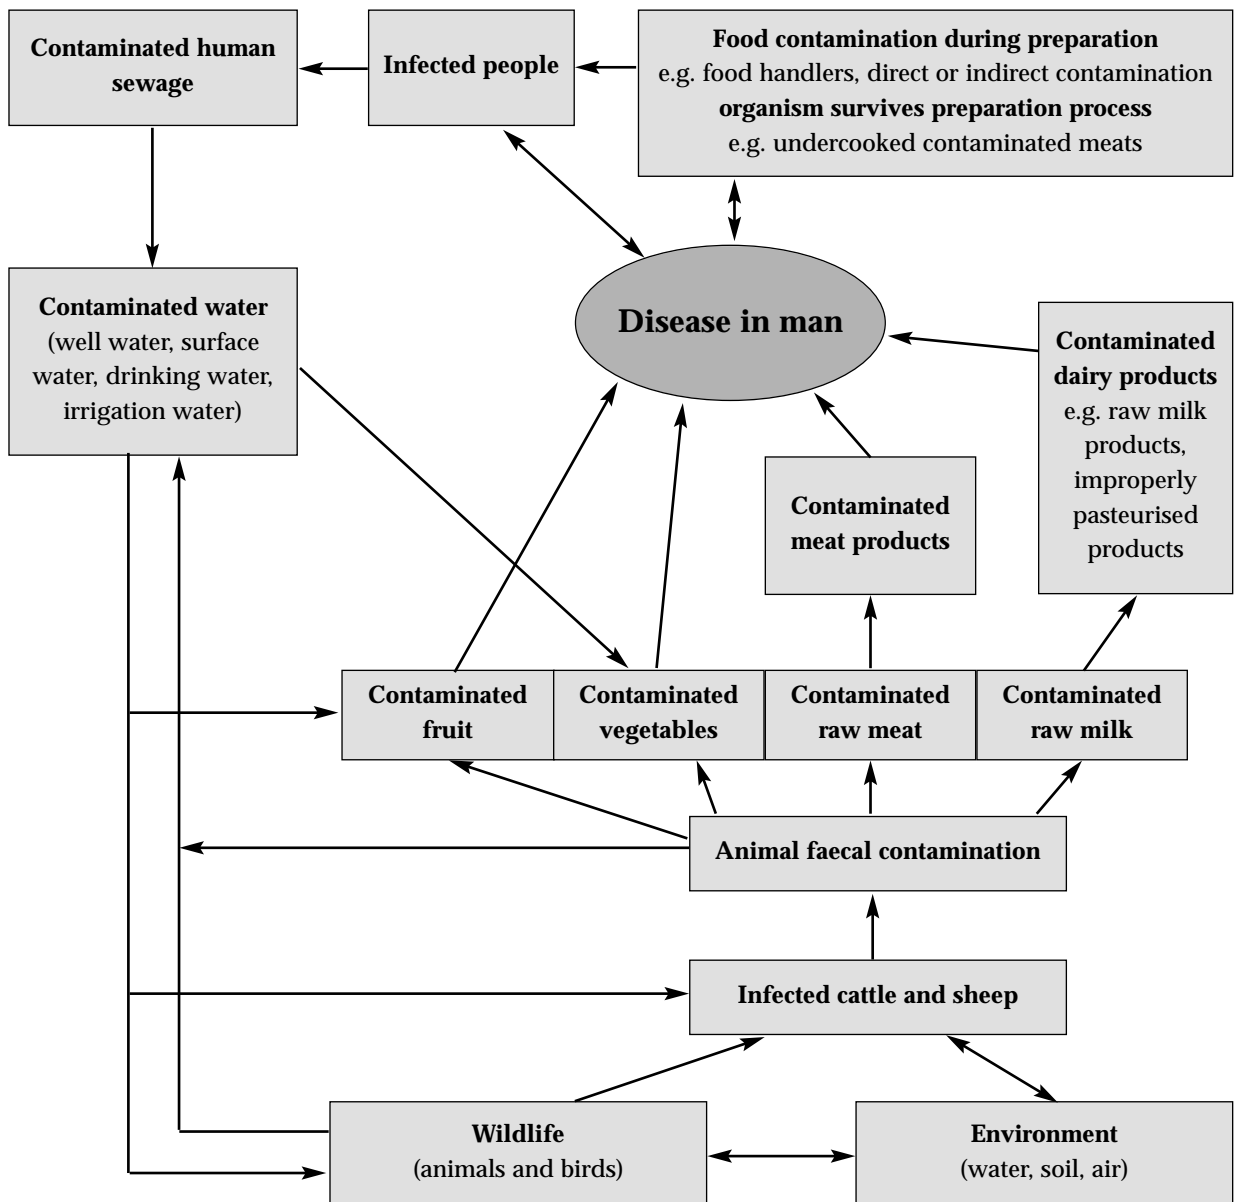 Contaminated human
sewage
Infected people
Food contamination during preparation
e.g. food handlers, direct or indirect contamination
organism survives preparation process
e.g. undercooked contaminated meats
Contaminated water
(well water, surface
water, drinking water,
irrigation water)
Disease in man
Contaminated
dairy products
e.g. raw milk
products,
improperly
pasteurised
products
Contaminated
meat products
Contaminated
fruit
Contaminated
vegetables
Contaminated
raw meat
Contaminated
raw milk
Animal faecal contamination
Infected cattle and sheep
Wildlife
(animals and birds)
Environment
(water, soil, air)